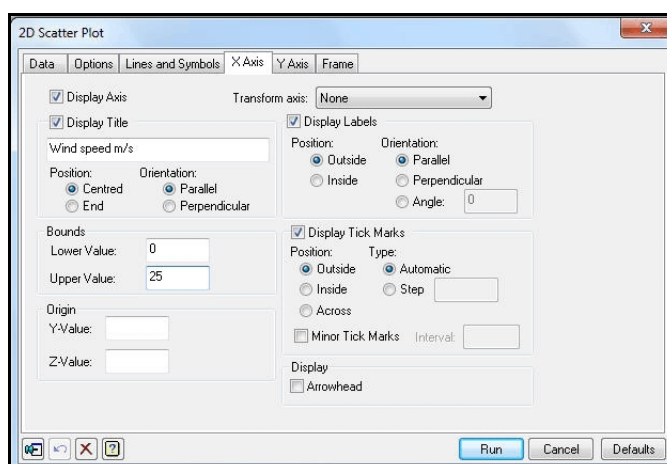 2D Scatter Plot
Data Options Lines and Symbols X Axis Y Axis Frame
Display Axis
Transform axis: None
Display Title
Wind speed m/s
Position: Orientation:
Centred Parallel
End Perpendicular
Display Labels
Position: Orientation:
Outside Parallel
Inside Perpendicular
Angle: 0
Bounds
Lower Value: 0
Upper Value: 25
Display Tick Marks
Position: Type:
Outside Automatic
Inside Step
Across
Minor Tick Marks Interval:
Origin
Y-Value:
Z-Value:
Display
Arrowhead
Run Cancel Defaults